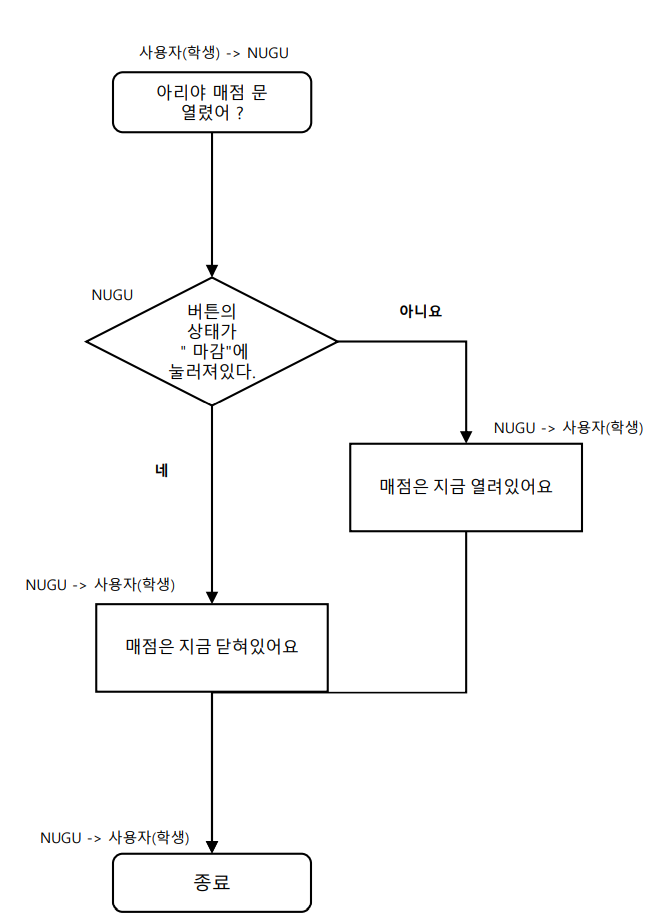 사용자(학생) -> NUGU
아리야 매점 문
열렸어 ?
NUGU
버튼의
상태가
" 마감"에
눌러져있다.
아니요
NUGU -> 사용자(학생)
매점은 지금 열려있어요
네
NUGU -> 사용자(학생)
매점은 지금 닫혀있어요
NUGU -> 사용자(학생)
종료